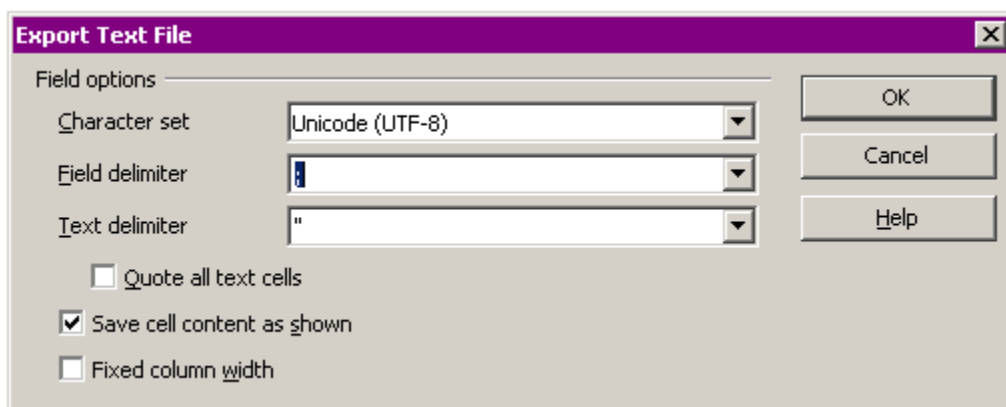 Export Text File
Field options
OK
Character set Unicode (UTF-8)
Cancel
Field delimiter ;
Text delimiter "
Help
Quote all text cells
Save cell content as shown
Fixed column width